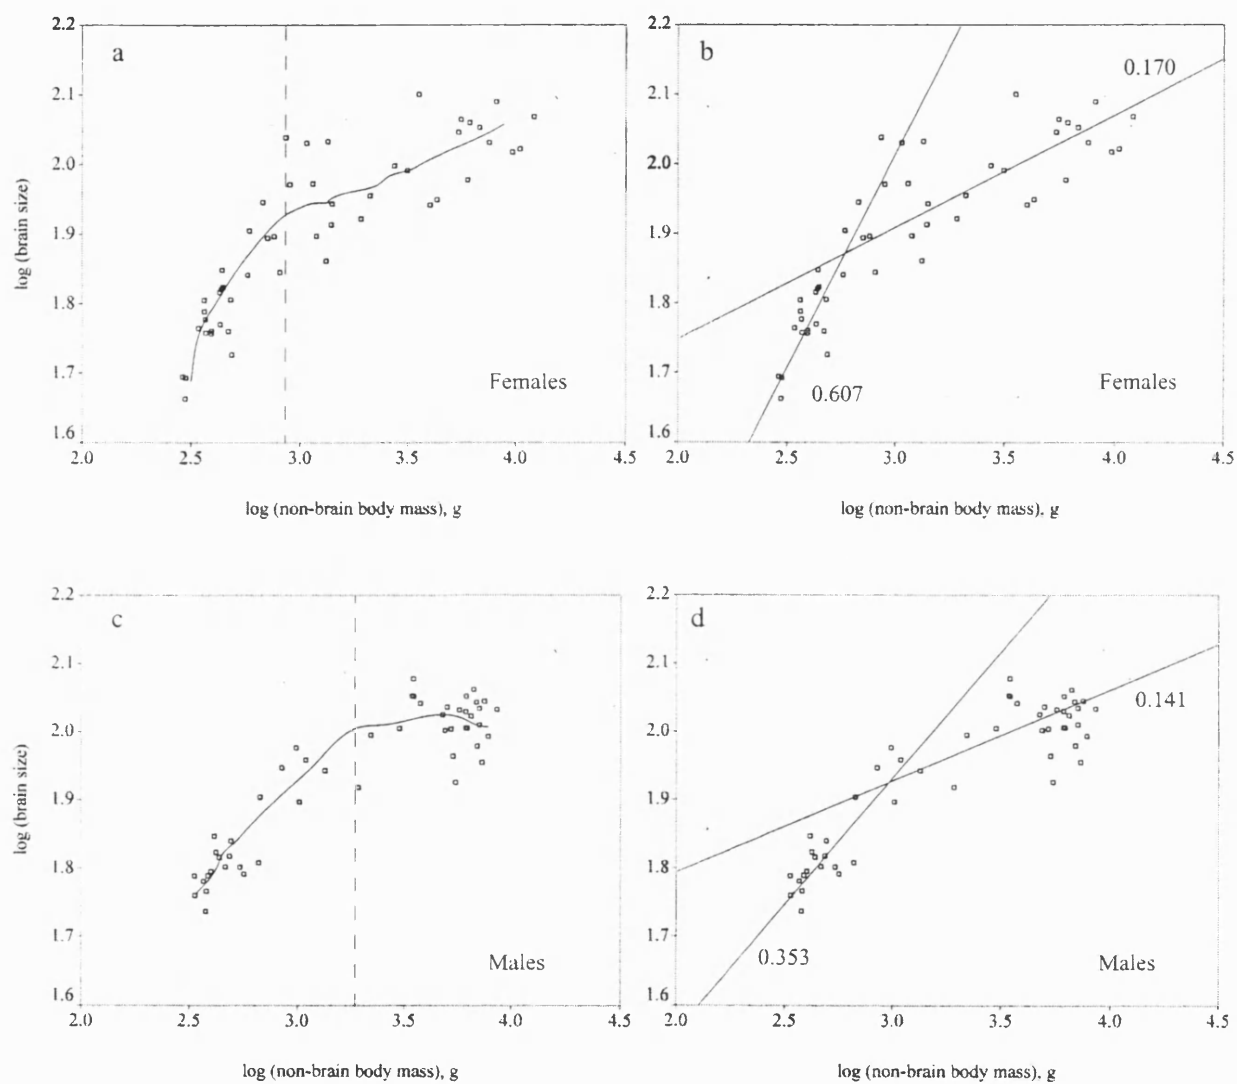 a
2.2
2.1
2.0
1.9
1.8
1.7
1.6
log (brain size)
Females
2.0 2.5 3.0 3.5 4.0 4.5
log (non-brain body mass), g
b
2.2
2.1
2.0
1.9
1.8
1.7
1.6
0.170
0.607
Females
2.0 2.5 3.0 3.5 4.0 4.5
log (non-brain body mass), g
c
2.2
2.1
2.0
1.9
1.8
1.7
1.6
log (brain size)
Males
2.0 2.5 3.0 3.5 4.0 4.5
log (non-brain body mass), g
d
2.2
2.1
2.0
1.9
1.8
1.7
1.6
0.141
0.353
Males
2.0 2.5 3.0 3.5 4.0 4.5
log (non-brain body mass), g